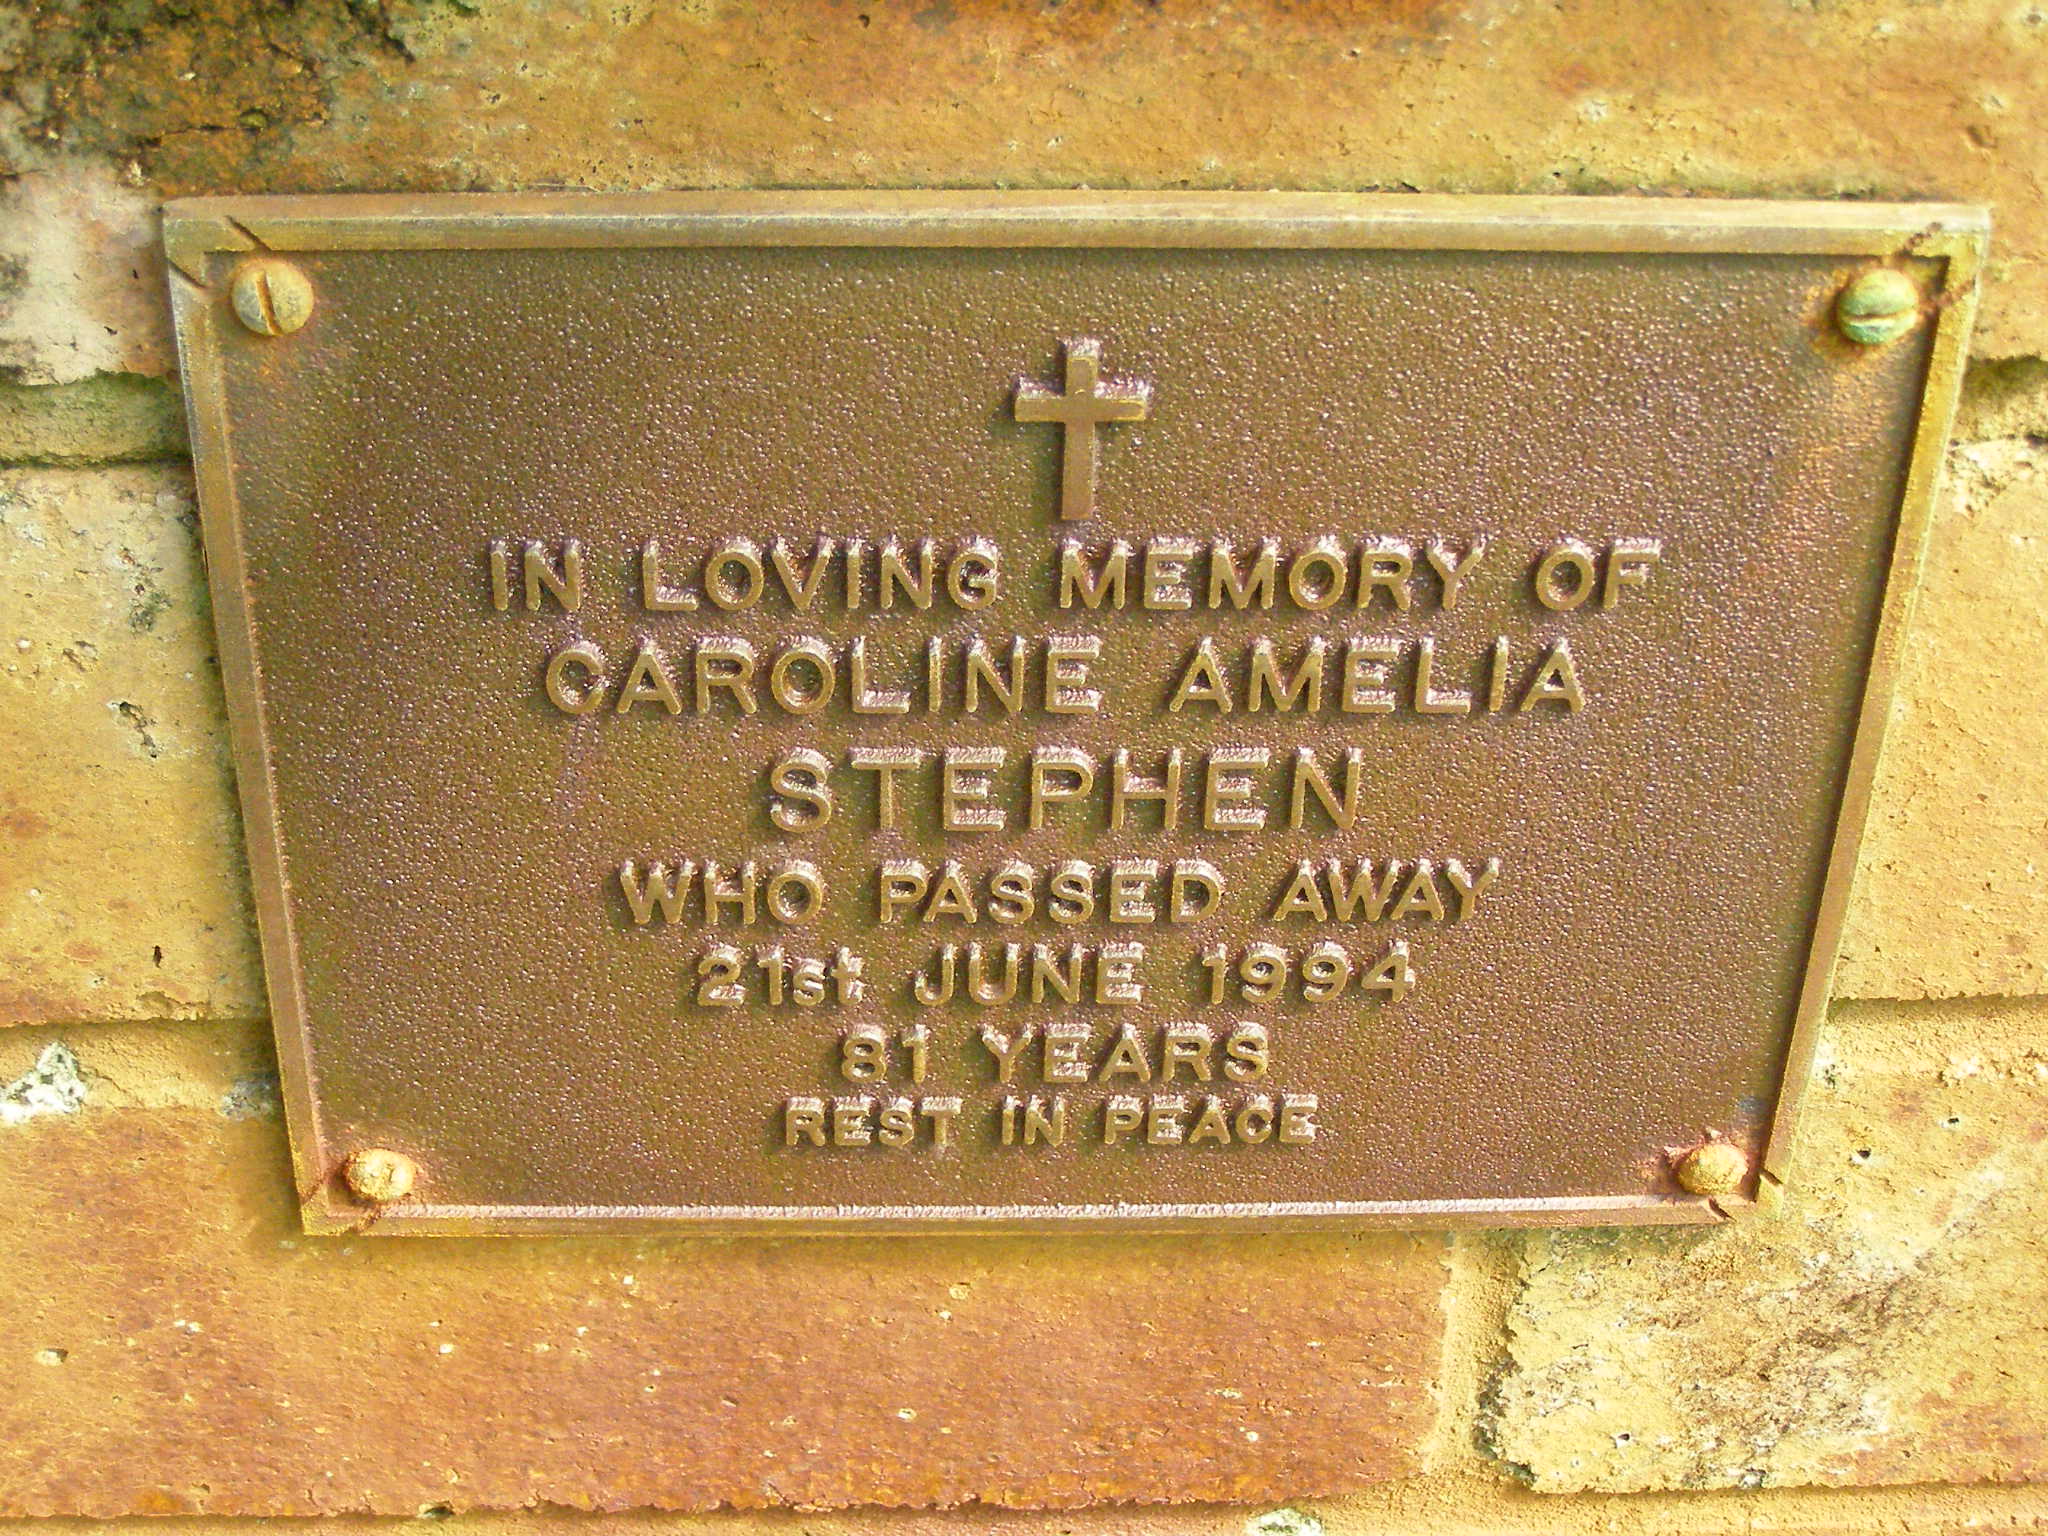 IN LOVING MEMORY OF
CAROLINE AMELIA
STEPHEN
WHO PASSED AWAY
21st JUNE 1994
81 YEARS
REST IN PEACE